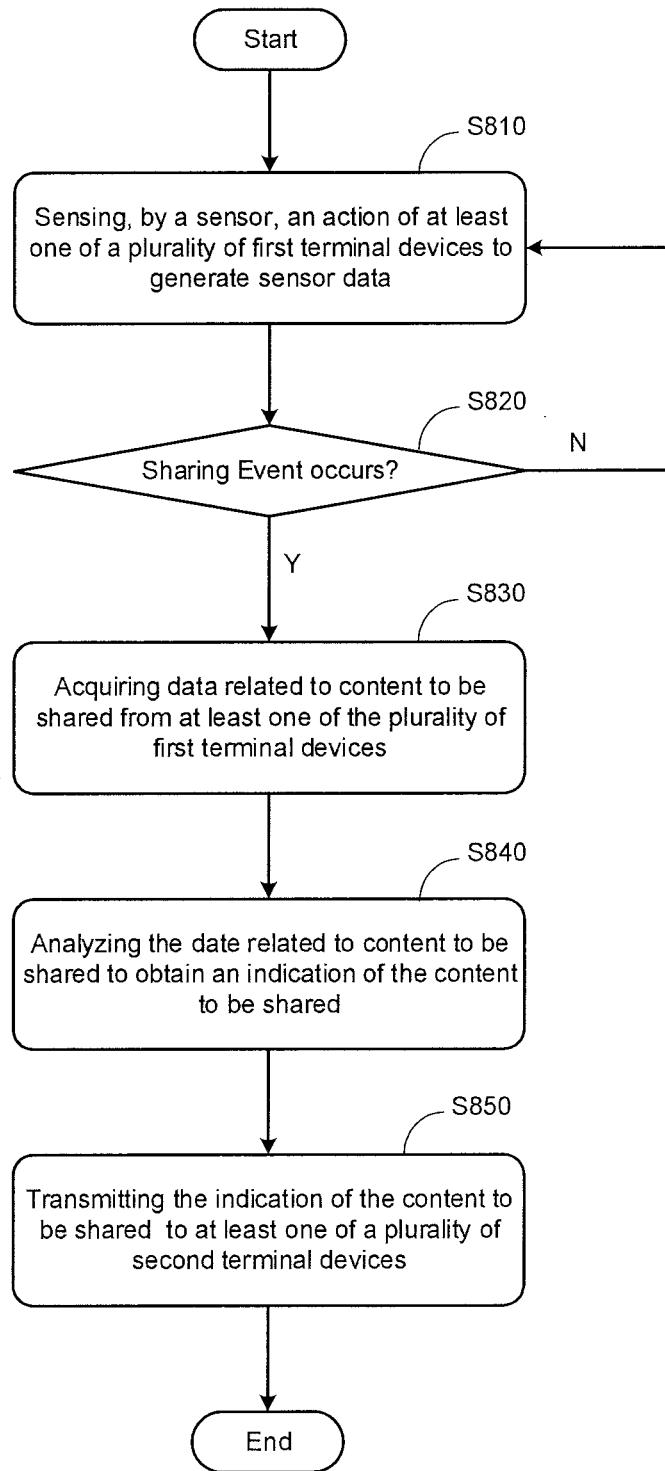 Start
S810
Sensing, by a sensor, an action of at least
one of a plurality of first terminal devices to
generate sensor data
S820
Sharing Event occurs?
N
Y
S830
Acquiring data related to content to be
shared from at least one of the plurality of
first terminal devices
S840
Analyzing the date related to content to be
shared to obtain an indication of the content
to be shared
S850
Transmitting the indication of the content to
be shared to at least one of a plurality of
second terminal devices
End